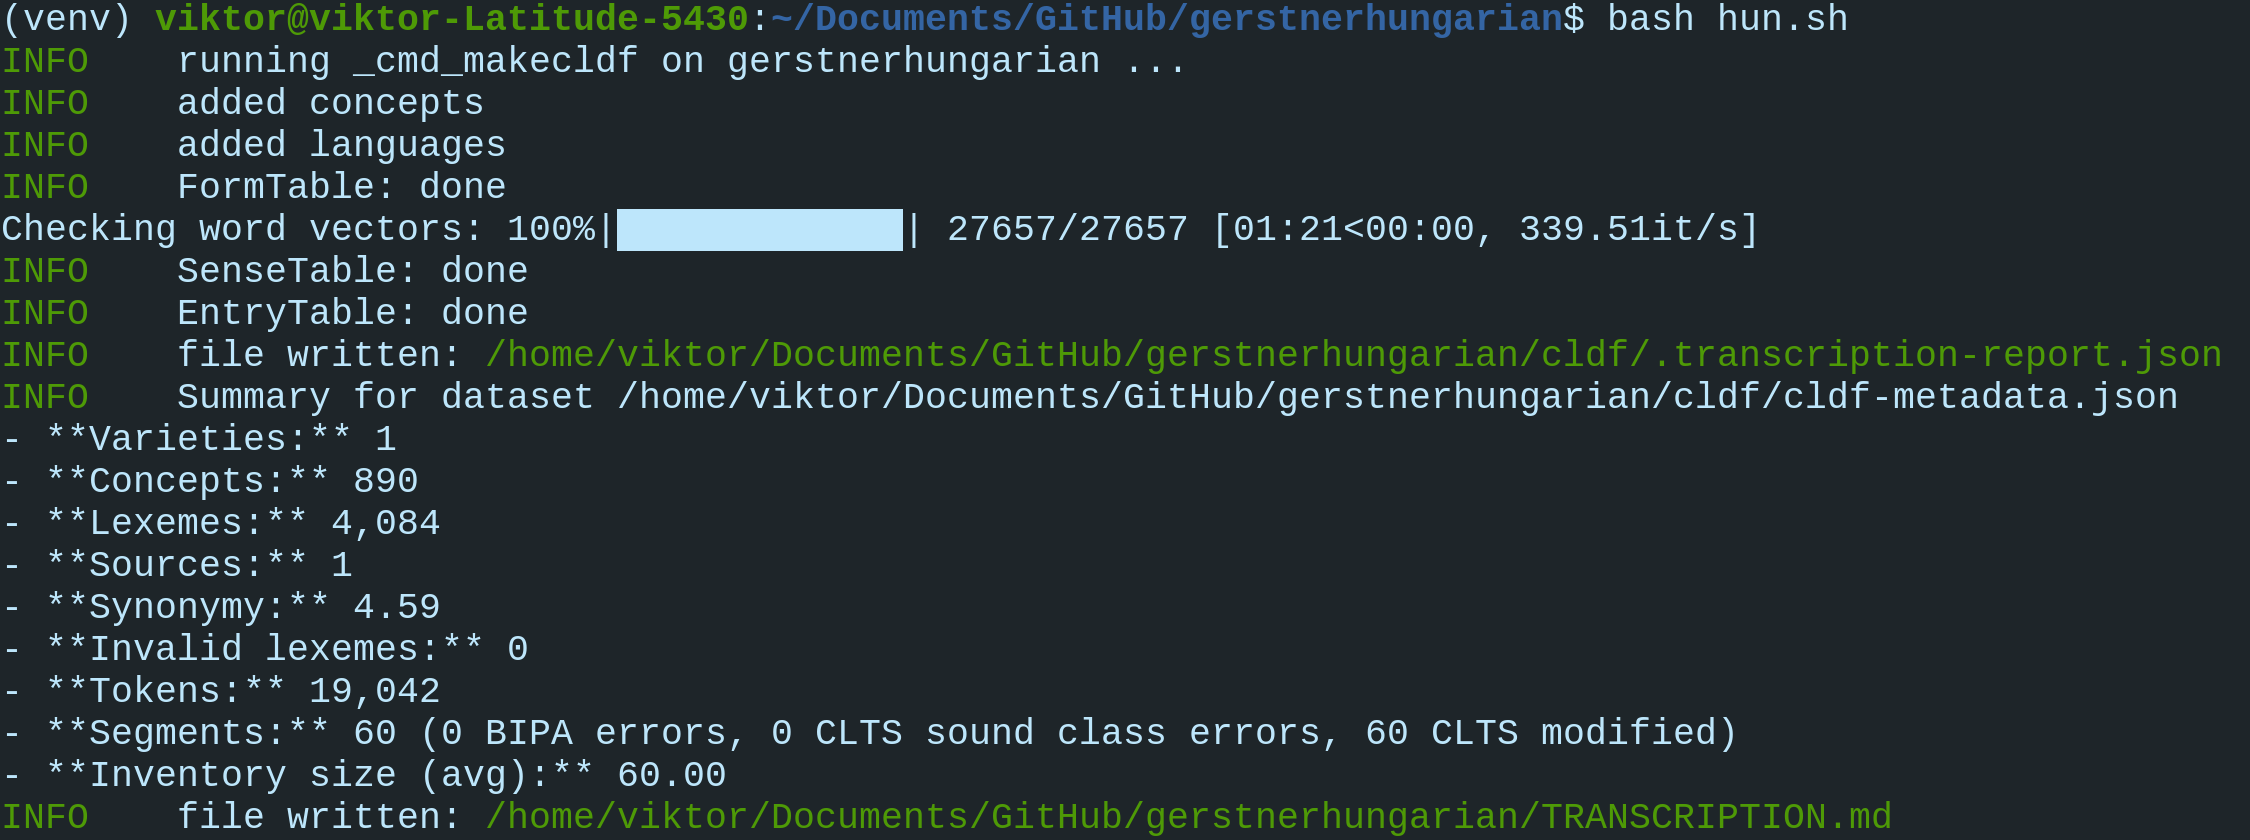 (venv) viktor@viktor-Latitude-5430:~/Documents/GitHub/gerstnerhungarian$ bash hun.sh
INFO    running _cmd_makecldf on gerstnerhungarian ...
INFO    added concepts
INFO    added languages
INFO    FormTable: done
Checking word vectors: 100%|█████████████| 27657/27657 [01:21<00:00, 339.51it/s]
INFO    SenseTable: done
INFO    EntryTable: done
INFO    file written: /home/viktor/Documents/GitHub/gerstnerhungarian/cldf/.transcription-report.json
INFO    Summary for dataset /home/viktor/Documents/GitHub/gerstnerhungarian/cldf/cldf-metadata.json
- **Varieties:** 1
- **Concepts:** 890
- **Lexemes:** 4,084
- **Sources:** 1
- **Synonymy:** 4.59
- **Invalid lexemes:** 0
- **Tokens:** 19,042
- **Segments:** 60 (0 BIPA errors, 0 CLTS sound class errors, 60 CLTS modified)
- **Inventory size (avg):** 60.00
INFO    file written: /home/viktor/Documents/GitHub/gerstnerhungarian/TRANSCRIPTION.md